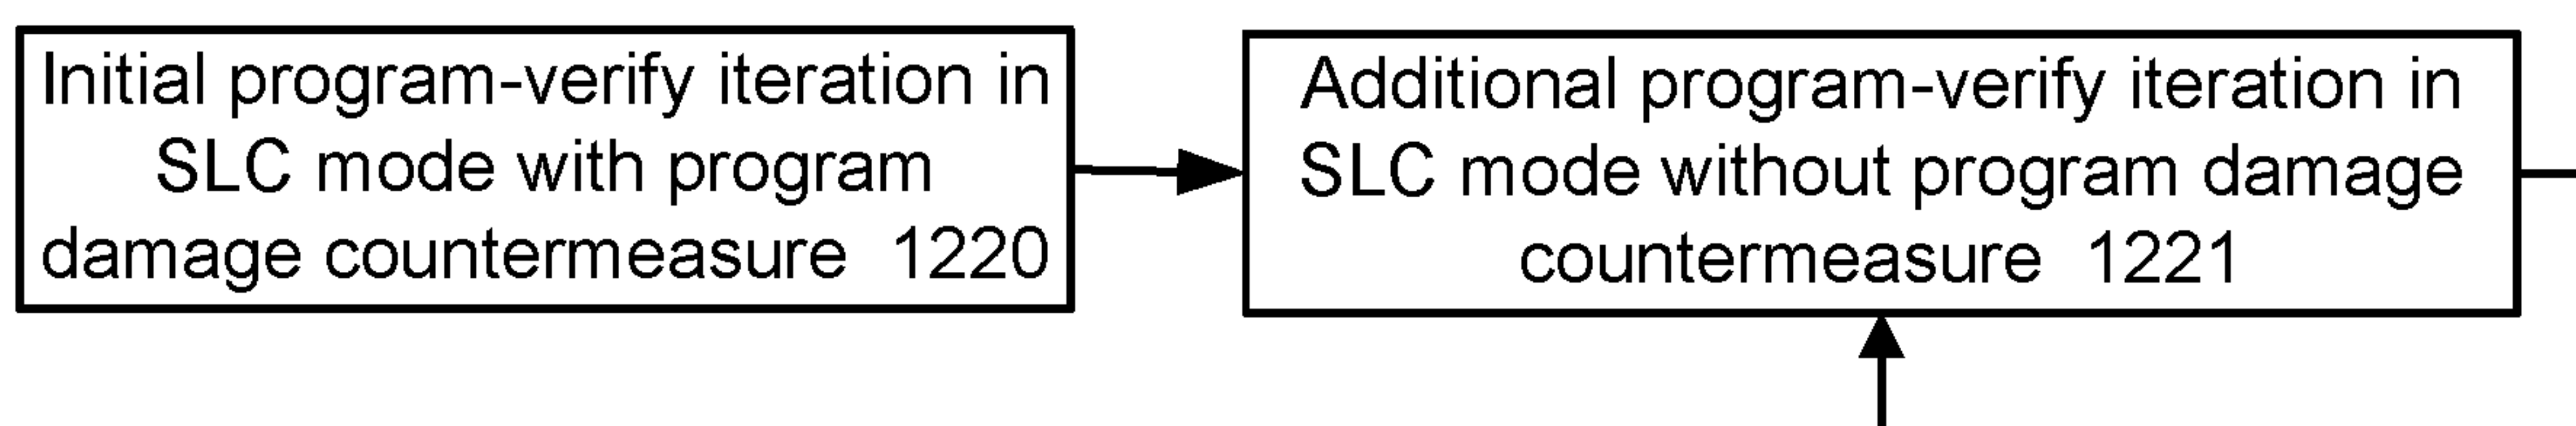 Initial program-verify iteration in
SLC mode with program
damage countermeasure 1220
Additional program-verify iteration in
SLC mode without program damage
countermeasure 1221